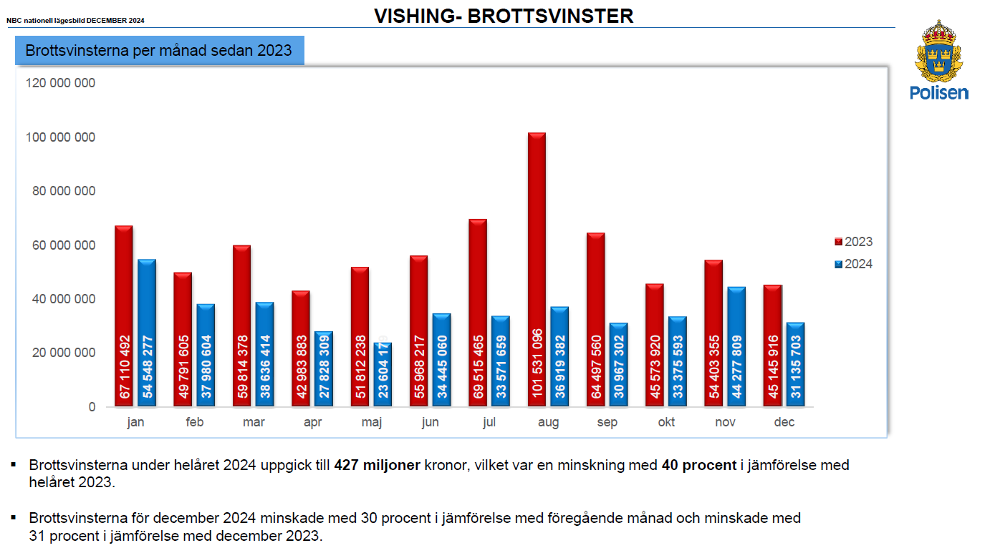 NBC nationell lägesbild DECEMBER 2024
VISHING- BROTTSVINSTER
Polisen
Brottsvinsterna per månad sedan 2023
120 000 000
100 000 000
80 000 000
60 000 000
40 000 000
20 000 000
0
67 110 492
54 548 277
49 791 605
37 980 604
59 814 378
38 636 414
42 983 883
27 828 309
51 812 238
23 604 179
55 968 217
34 445 060
69 515 465
33 571 659
101 531 096
36 919 382
64 497 560
30 967 302
45 573 920
33 375 593
54 403 355
44 277 809
45 145 916
31 135 703
jan feb mar apr maj jun jul aug sep okt nov dec
2023
2024
▪ Brottsvinsterna under helåret 2024 uppgick till 427 miljoner kronor, vilket var en minskning med 40 procent i jämförelse med
helåret 2023.
▪ Brottsvinsterna för december 2024 minskade med 30 procent i jämförelse med föregående månad och minskade med
31 procent i jämförelse med december 2023.